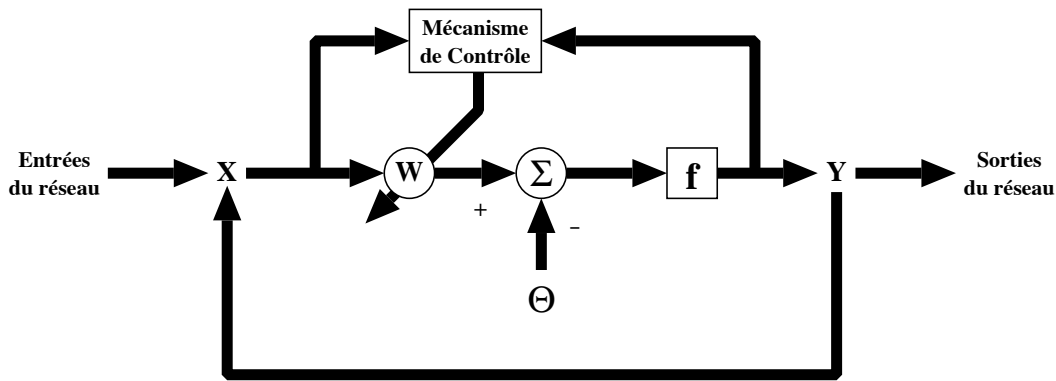 Mécanisme
de Contrôle
Entrées
du réseau
X
W
Σ
f
Y
Sorties
du réseau
+
−
Θ